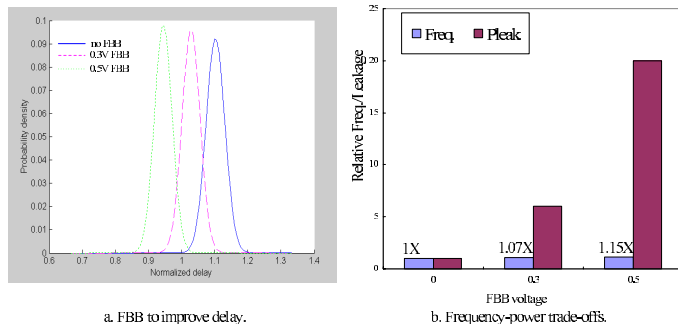 0.1
0.09
0.08
0.07
0.06
0.05
0.04
0.03
0.02
0.01
0
Probability density
no FBB
0.3V FBB
0.5V FBB
0.6 0.7 0.8 0.9 1 1.1 1.2 1.3 1.4
Normalized delay
a. FBB to improve delay.
25
20
15
10
5
0
Relative Freq./Leakage
Freq. Pleak
1X 1.07X 1.15X
0 0.3 0.5
FBB voltage
b. Frequency-power trade-offs.